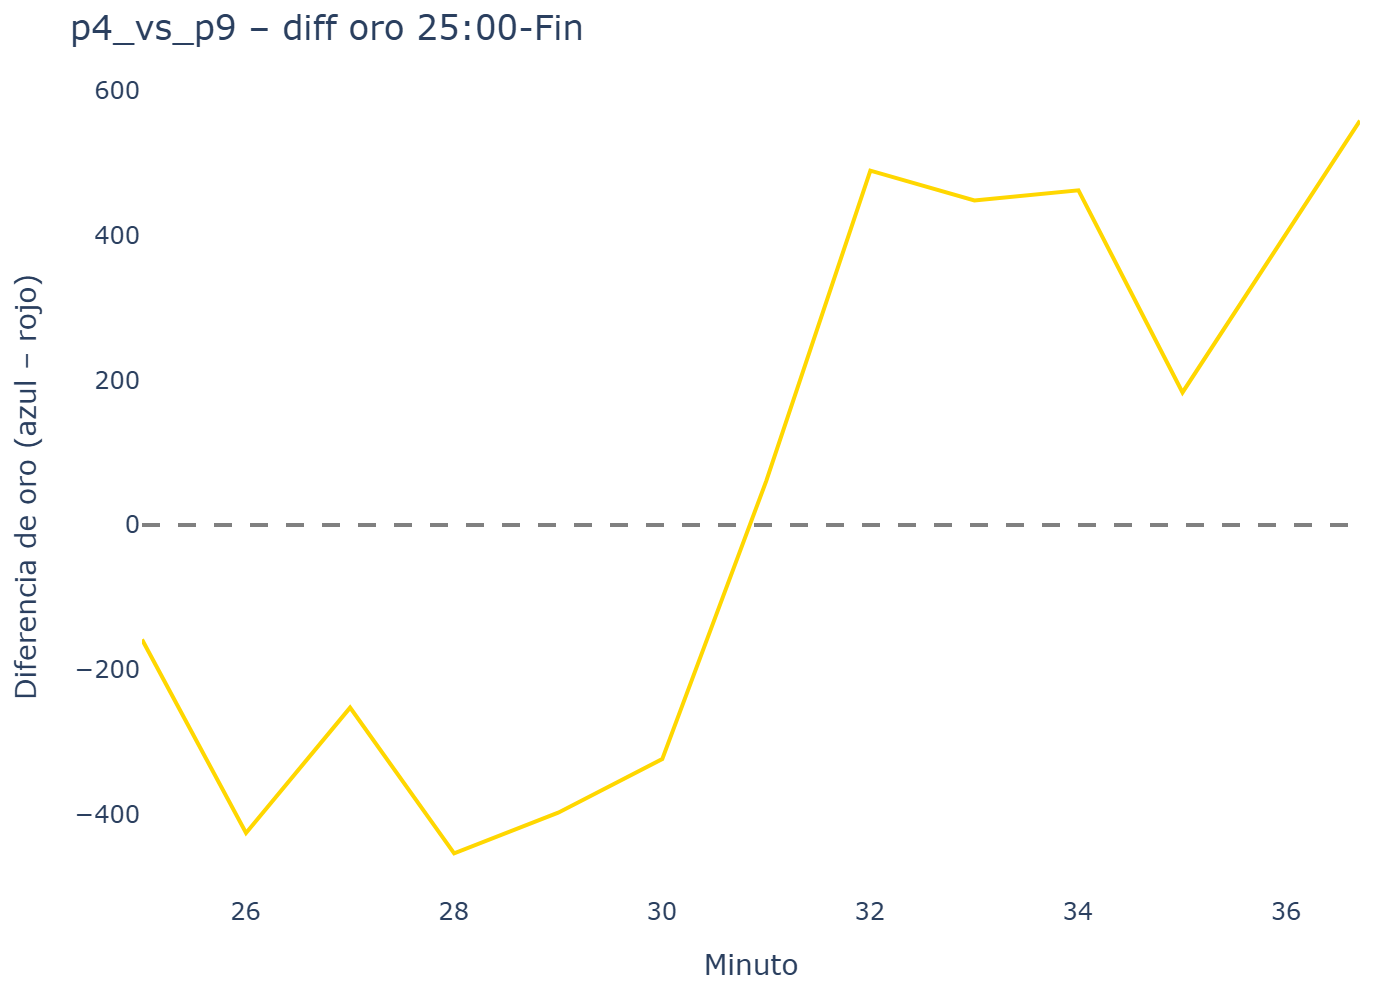 p4_vs_p9 – diff oro 25:00-Fin
600
400
200
0
−200
−400
Diferencia de oro (azul – rojo)
26 28 30 32 34 36
Minuto